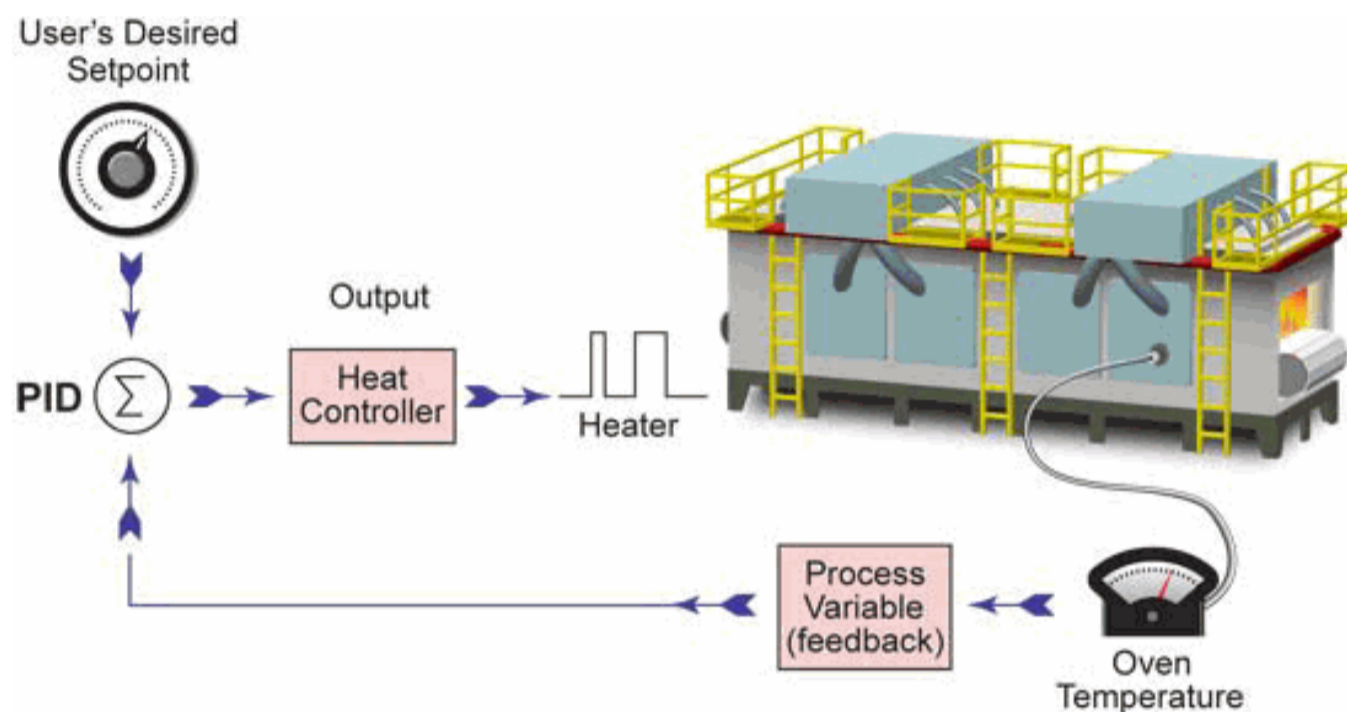 User's Desired
Setpoint
Output
PID
Σ
Heat
Controller
Heater
Process
Variable
(feedback)
Oven
Temperature